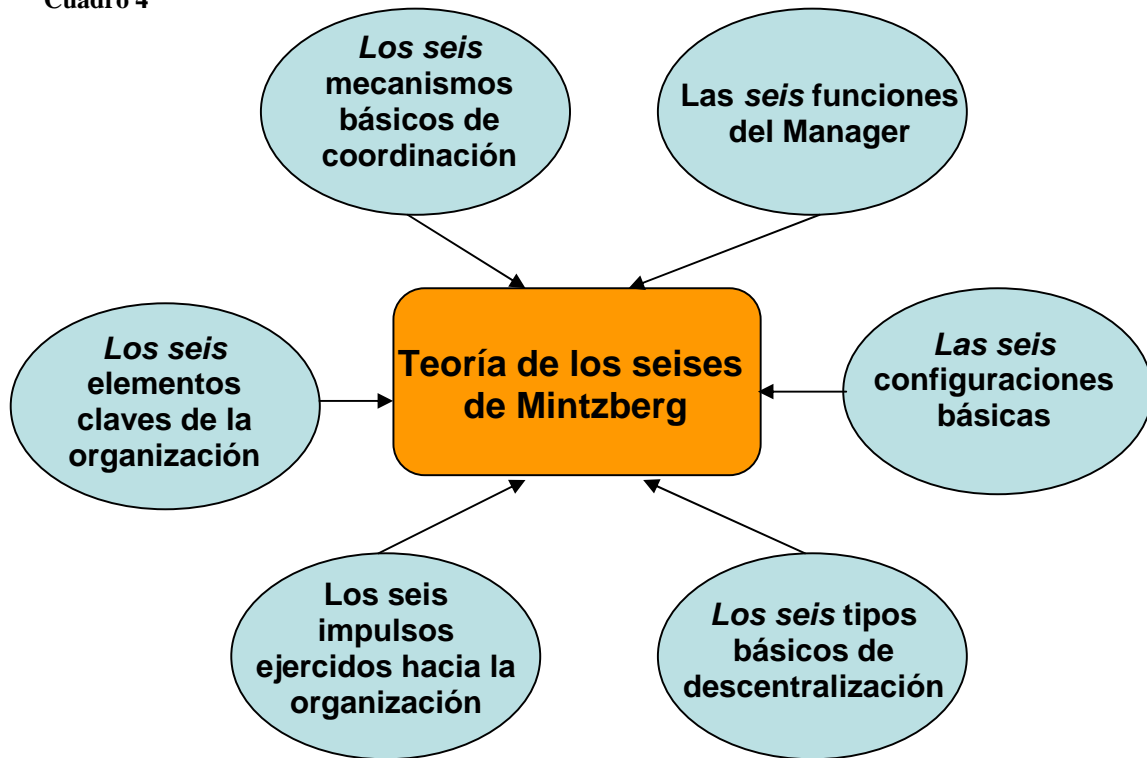 Cuadro 4
Los seis
mecanismos
básicos de
coordinación
Las seis funciones
del Manager
Los seis
elementos
claves de la
organización
Teoría de los seises
de Mintzberg
Las seis
configuraciones
básicas
Los seis
impulsos
ejercidos hacia la
organización
Los seis tipos
básicos de
descentralización